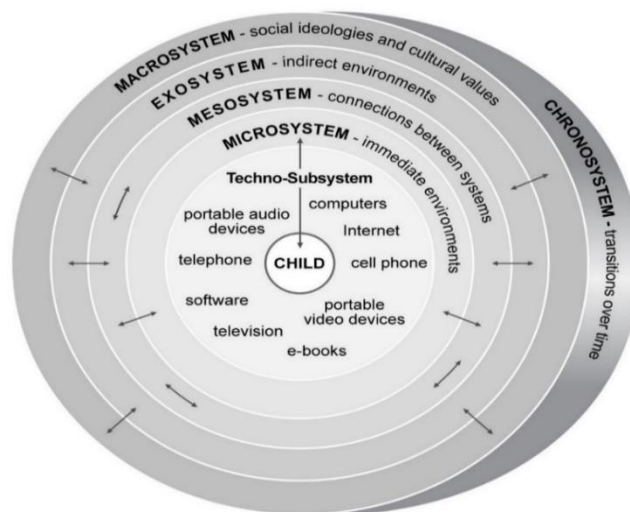 MACROSYSTEM - social ideologies and cultural values
EXOSYSTEM - indirect environments
MESOSYSTEM - connections between systems
MICROSYSTEM - immediate environments
CHRONOSYSTEM - transitions over time
Techno-Subsystem
computers
portable audio
devices
Internet
telephone
CHILD
cell phone
software
portable
video devices
television
e-books